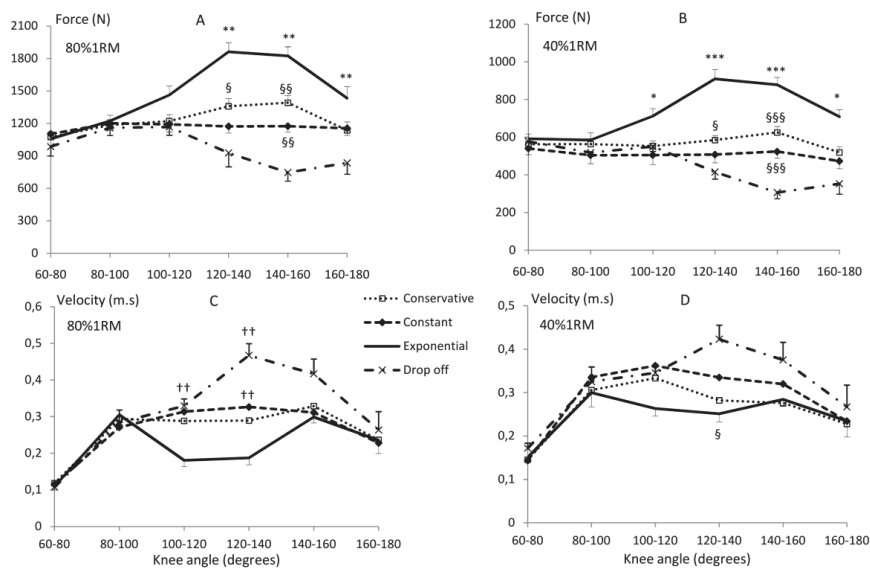 Force (N)
A
80%1RM
2100
1800
1500
1200
900
600
300
0
** ** **
§ §§
§§
60-80 80-100 100-120 120-140 140-160 160-180
Force (N)
B
40%1RM
1200
1000
800
600
400
200
0
* *** *** *
§ §§§
§§§
60-80 80-100 100-120 120-140 140-160 160-180
Velocity (m.s)
C
80%1RM
0,6
0,5
0,4
0,3
0,2
0,1
0
††
†† ††
60-80 80-100 100-120 120-140 140-160 160-180
Knee angle (degrees)
Conservative
Constant
Exponential
Drop off
Velocity (m.s)
D
40%1RM
0,5
0,4
0,3
0,2
0,1
0
§
60-80 80-100 100-120 120-140 140-160 160-180
Knee angle (degrees)